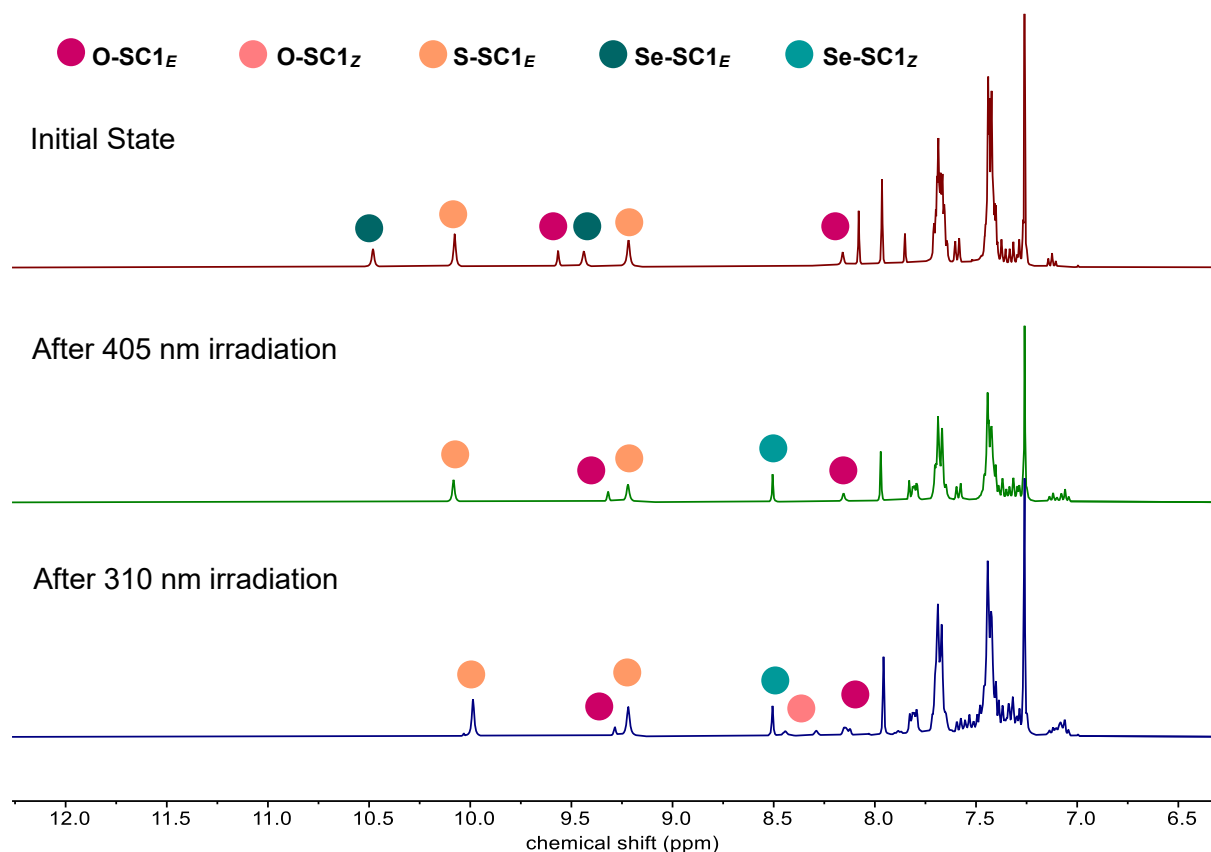 O-SC1E O-SC1Z S-SC1E Se-SC1E Se-SC1Z
Initial State
After 405 nm irradiation
After 310 nm irradiation
12.0 11.5 11.0 10.5 10.0 9.5 9.0 8.5 8.0 7.5 7.0 6.5
chemical shift (ppm)